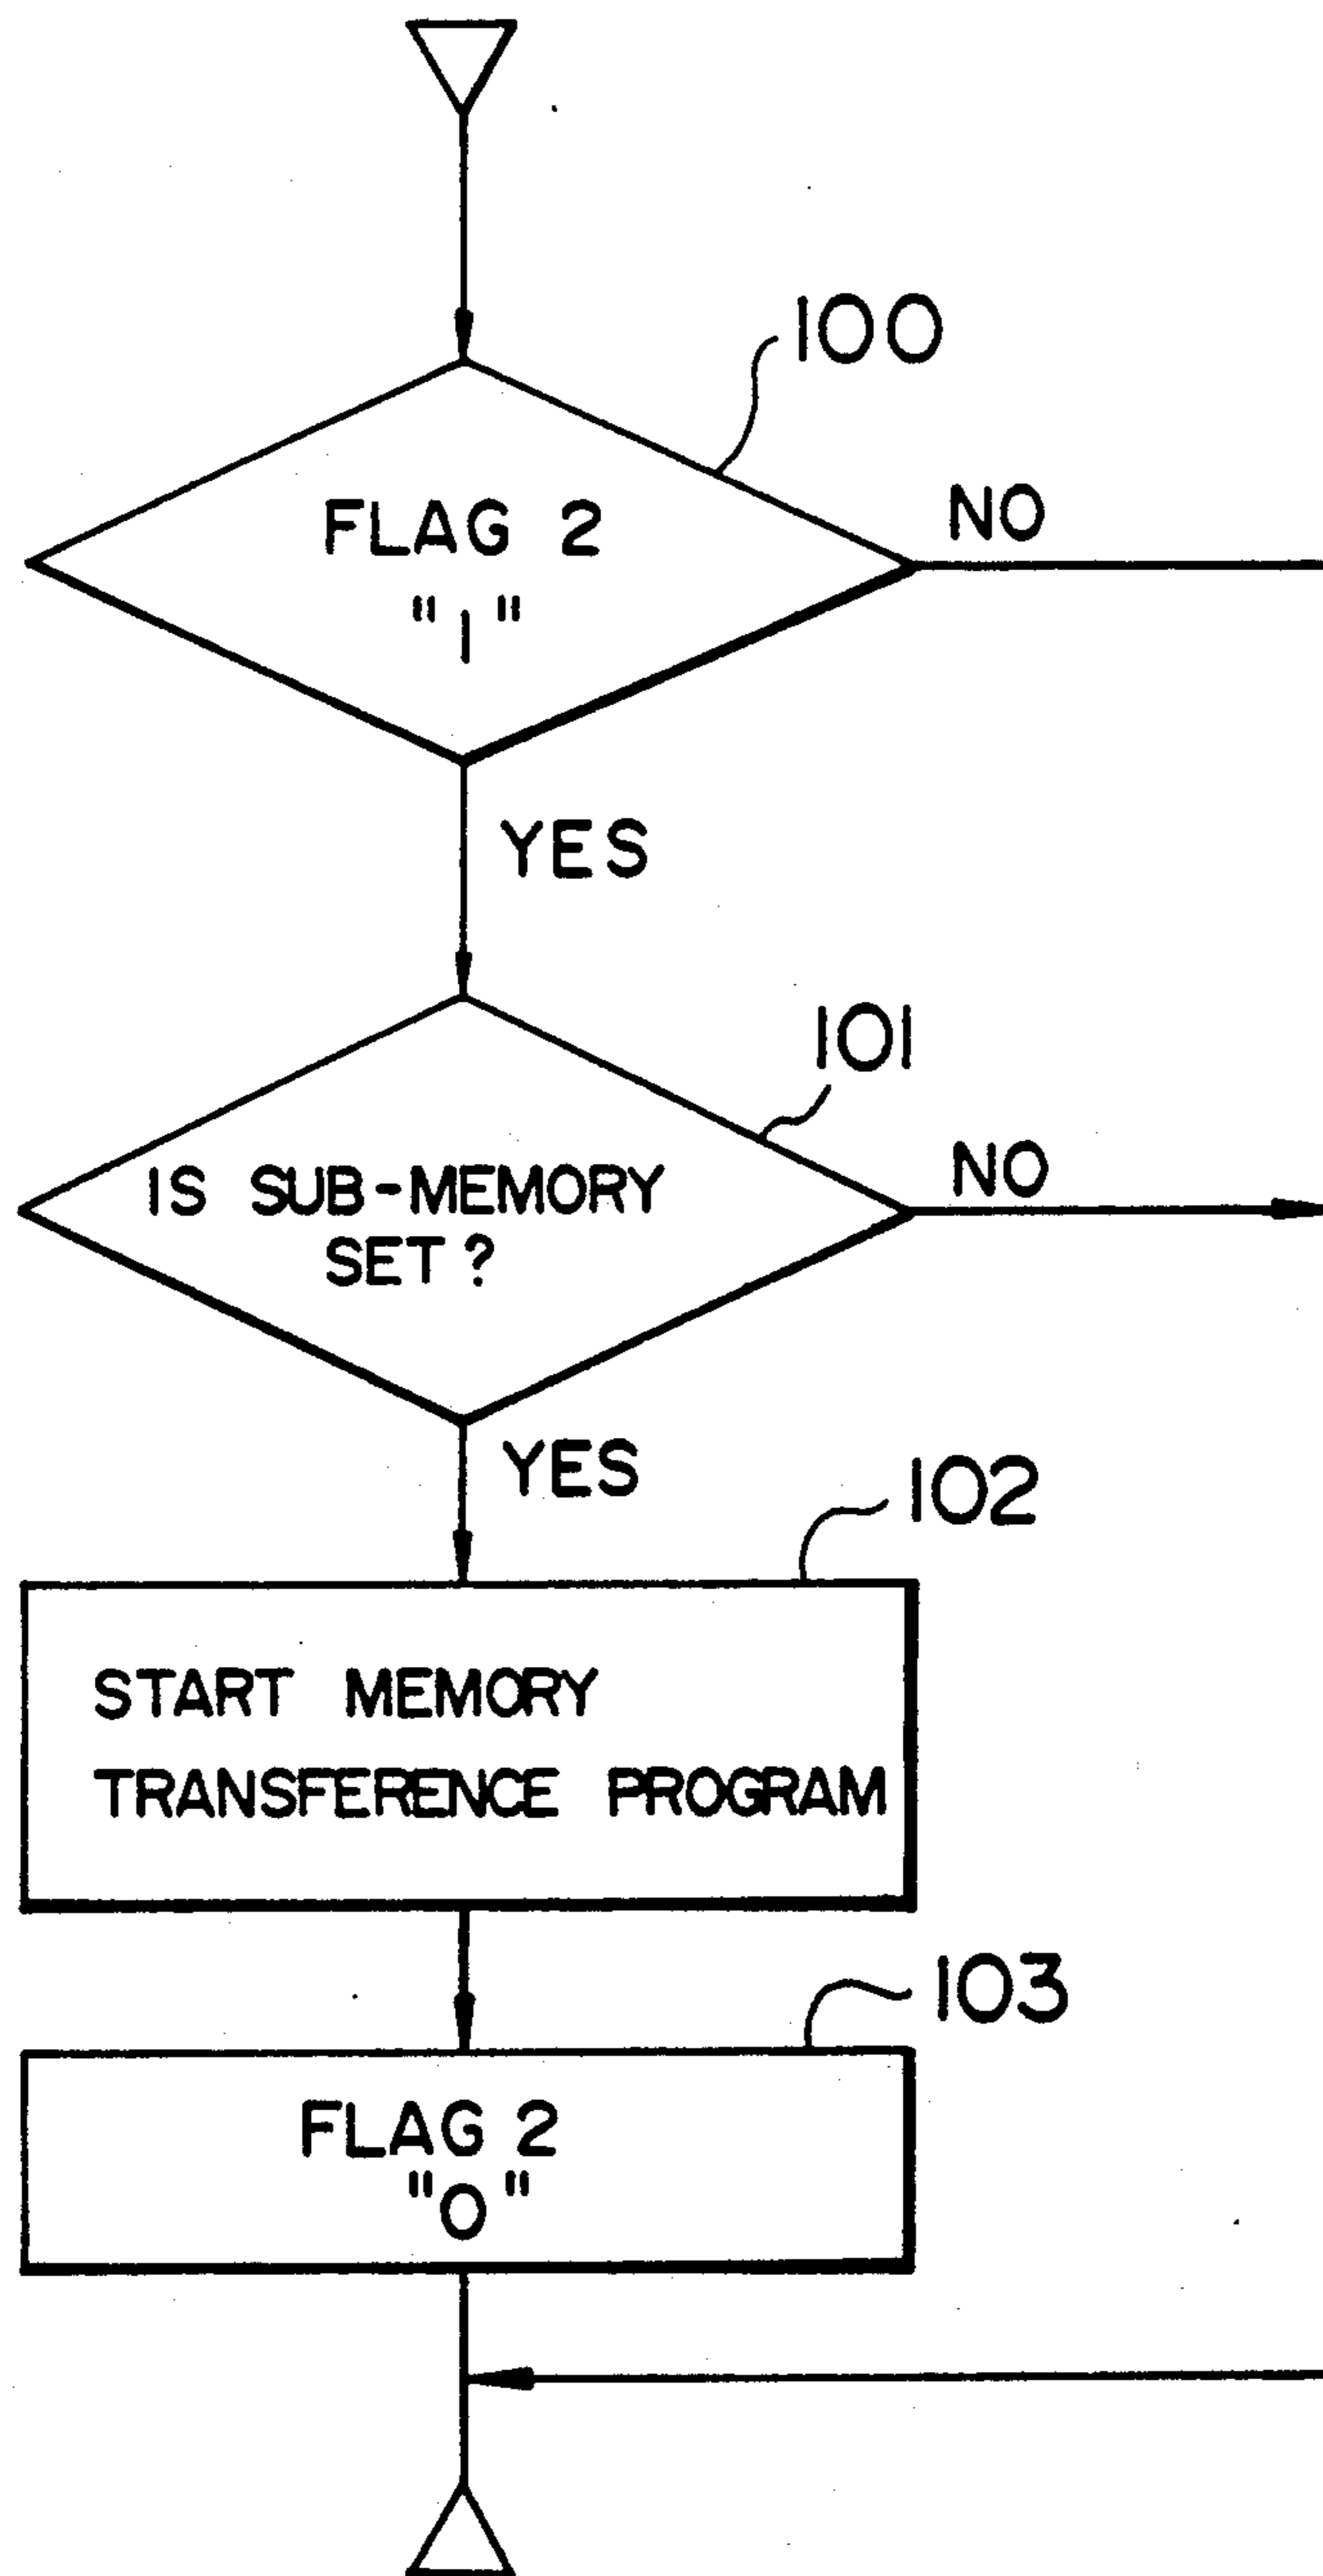 100
FLAG 2
"1"
NO
YES
101
IS SUB-MEMORY
SET?
NO
YES
102
START MEMORY
TRANSFERENCE PROGRAM
103
FLAG 2
"0"